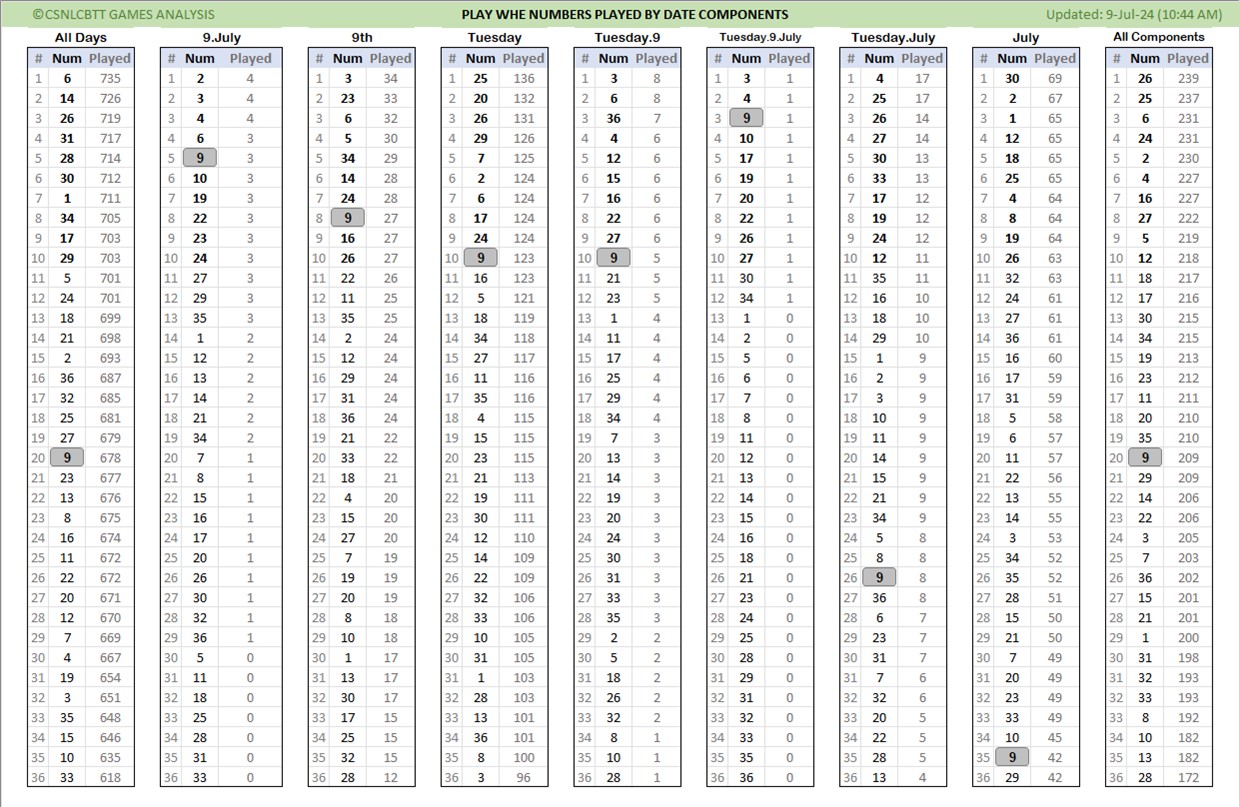 ©CSNLCBTT GAMES ANALYSIS PLAY WHE NUMBERS PLAYED BY DATE COMPONENTS Updated: 9-Jul-24 (10:44 AM)
All Days 9.July 9th Tuesday Tuesday.9 Tuesday.9.July Tuesday.July July All Components
# Num Played # Num Played # Num Played # Num Played # Num Played # Num Played # Num Played # Num Played # Num Played
1 6 735 1 2 4 1 3 34 1 25 136 1 3 8 1 3 1 1 4 17 1 30 69 1 26 239
2 14 726 2 3 4 2 23 33 2 20 132 2 6 8 2 4 1 2 25 17 2 2 67 2 25 237
3 26 719 3 4 4 3 6 32 3 26 131 3 36 7 3 9 1 3 26 14 3 1 65 3 6 231
4 31 717 4 6 3 4 5 30 4 29 126 4 4 6 4 10 1 4 27 14 4 12 65 4 24 231
5 28 714 5 9 3 5 34 29 5 7 125 5 12 6 5 17 1 5 30 13 5 18 65 5 2 230
6 30 712 6 10 3 6 14 28 6 2 124 6 15 6 6 19 1 6 33 13 6 25 65 6 4 227
7 1 711 7 19 3 7 24 28 7 6 124 7 16 6 7 20 1 7 17 12 7 4 64 7 16 227
8 34 705 8 22 3 8 9 27 8 17 124 8 22 6 8 22 1 8 19 12 8 8 64 8 27 222
9 17 703 9 23 3 9 16 27 9 24 124 9 27 6 9 26 1 9 24 12 9 19 64 9 5 219
10 29 703 10 24 3 10 26 27 10 9 123 10 9 5 10 27 1 10 12 11 10 26 63 10 12 218
11 5 701 11 27 3 11 22 26 11 16 123 11 21 5 11 30 1 11 35 11 11 32 63 11 18 217
12 24 701 12 29 3 12 11 25 12 5 121 12 23 5 12 34 1 12 16 10 12 24 61 12 17 216
13 18 699 13 35 3 13 35 25 13 18 119 13 1 4 13 1 0 13 18 10 13 27 61 13 30 215
14 21 698 14 1 2 14 2 24 14 34 118 14 11 4 14 2 0 14 29 10 14 36 61 14 34 215
15 2 693 15 12 2 15 12 24 15 27 117 15 17 4 15 5 0 15 1 9 15 16 60 15 19 213
16 36 687 16 13 2 16 29 24 16 11 116 16 25 4 16 6 0 16 2 9 16 17 59 16 23 212
17 32 685 17 14 2 17 31 24 17 35 116 17 29 4 17 7 0 17 3 9 17 31 59 17 11 211
18 25 681 18 21 2 18 36 24 18 4 115 18 34 4 18 8 0 18 10 9 18 5 58 18 20 210
19 27 679 19 34 2 19 21 22 19 15 115 19 7 3 19 11 0 19 11 9 19 6 57 19 35 210
20 9 678 20 7 1 20 33 22 20 23 115 20 13 3 20 12 0 20 14 9 20 11 57 20 9 209
21 23 677 21 8 1 21 18 21 21 21 113 21 14 3 21 13 0 21 15 9 21 22 56 21 29 209
22 13 676 22 15 1 22 4 20 22 19 111 22 19 3 22 14 0 22 21 9 22 13 55 22 14 206
23 8 675 23 16 1 23 15 20 23 30 111 23 20 3 23 15 0 23 34 9 23 14 55 23 22 206
24 16 674 24 17 1 24 27 20 24 12 110 24 24 3 24 16 0 24 5 8 24 3 53 24 3 205
25 11 672 25 20 1 25 7 19 25 14 109 25 30 3 25 18 0 25 8 8 25 34 52 25 7 203
26 22 672 26 26 1 26 19 19 26 22 109 26 31 3 26 21 0 26 9 8 26 35 52 26 36 202
27 20 671 27 30 1 27 20 19 27 32 106 27 33 3 27 23 0 27 36 8 27 28 51 27 15 201
28 12 670 28 32 1 28 8 18 28 33 106 28 35 3 28 24 0 28 6 7 28 15 50 28 21 201
29 7 669 29 36 1 29 10 18 29 10 105 29 2 2 29 25 0 29 23 7 29 21 50 29 1 200
30 4 667 30 5 0 30 1 17 30 31 105 30 5 2 30 28 0 30 31 7 30 7 49 30 31 198
31 19 654 31 11 0 31 13 17 31 1 103 31 18 2 31 29 0 31 7 6 31 20 49 31 32 193
32 3 651 32 18 0 32 30 17 32 28 103 32 26 2 32 31 0 32 32 6 32 23 49 32 33 193
33 35 648 33 25 0 33 17 15 33 13 101 33 32 2 33 32 0 33 20 5 33 33 49 33 8 192
34 15 646 34 28 0 34 25 15 34 36 101 34 8 1 34 33 0 34 22 5 34 10 45 34 10 182
35 10 635 35 31 0 35 32 15 35 8 100 35 10 1 35 35 0 35 28 5 35 9 42 35 13 182
36 33 618 36 33 0 36 28 12 36 3 96 36 28 1 36 36 0 36 13 4 36 29 42 36 28 172